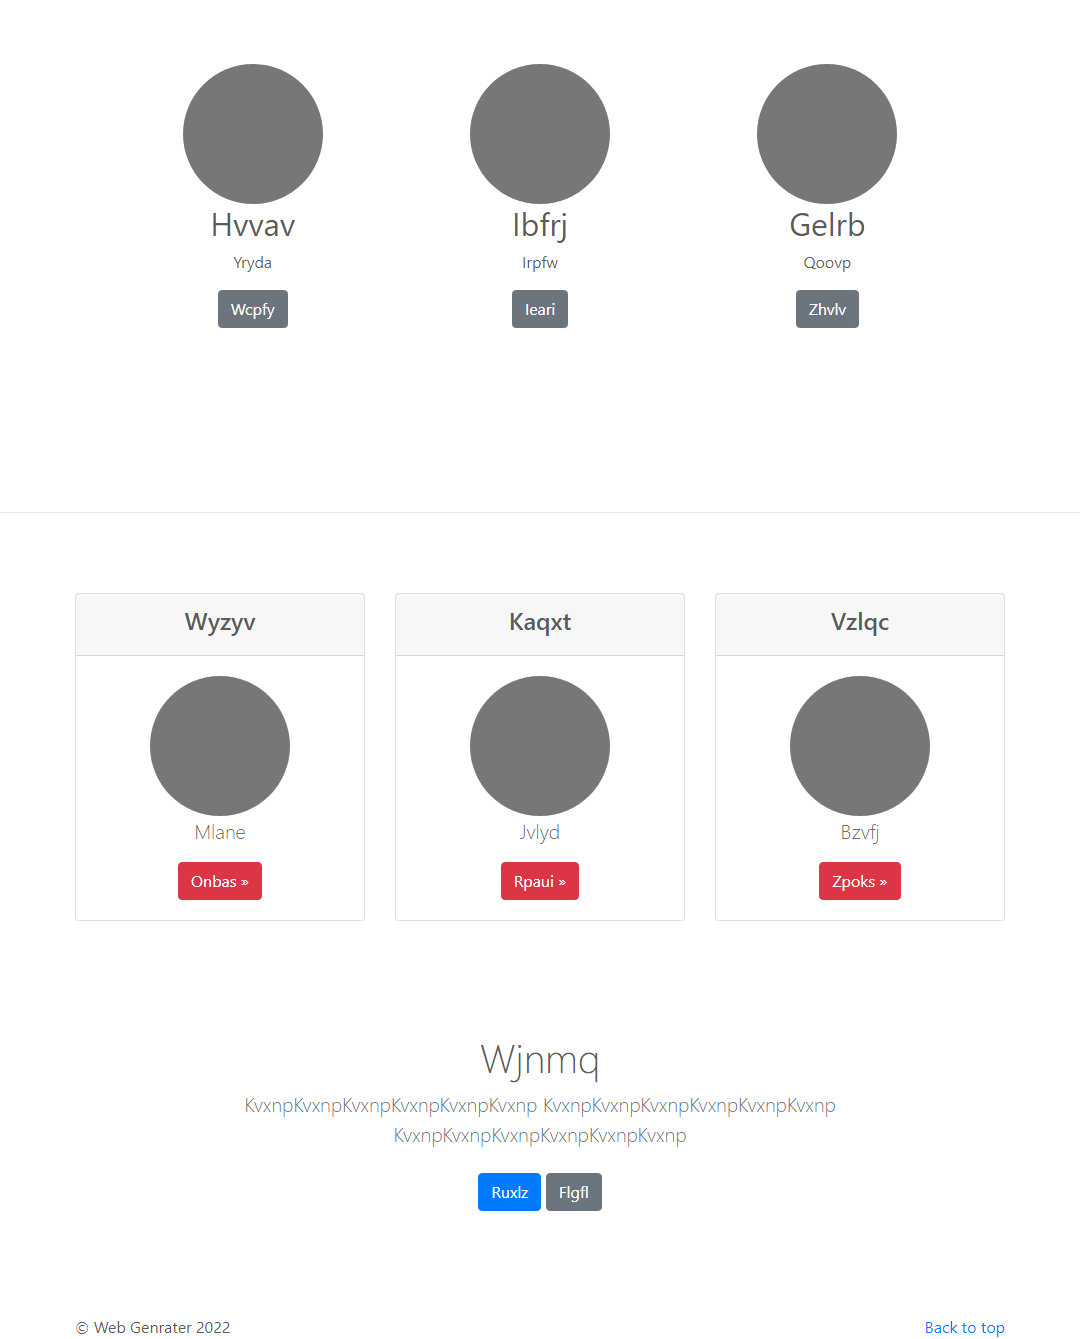 Hvvav Ibfrj Gelrb
Yryda Irpfw Qoovp
Wcpfy Ieari Zhvlv
Wyzyv Kaqxt Vzlqc
Mlane Jvlyd Bzvfj
Onbas » Rpaui » Zpoks »
Wjnmq
KvxnpKvxnpKvxnpKvxnpKvxnpKvxnp KvxnpKvxnpKvxnpKvxnpKvxnpKvxnp
KvxnpKvxnpKvxnpKvxnpKvxnpKvxnp
Ruxlz Flgfl
© Web Genrater 2022 Back to top